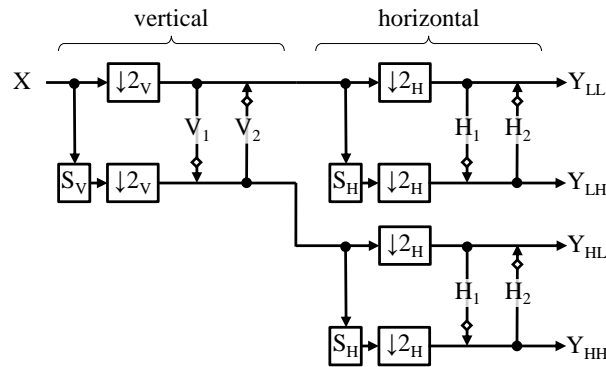 vertical horizontal
X ↓2V ↓2H YLL
V1 V2 H1 H2
SV ↓2V SH ↓2H YLH
↓2H YHL
H1 H2
SH ↓2H YHH